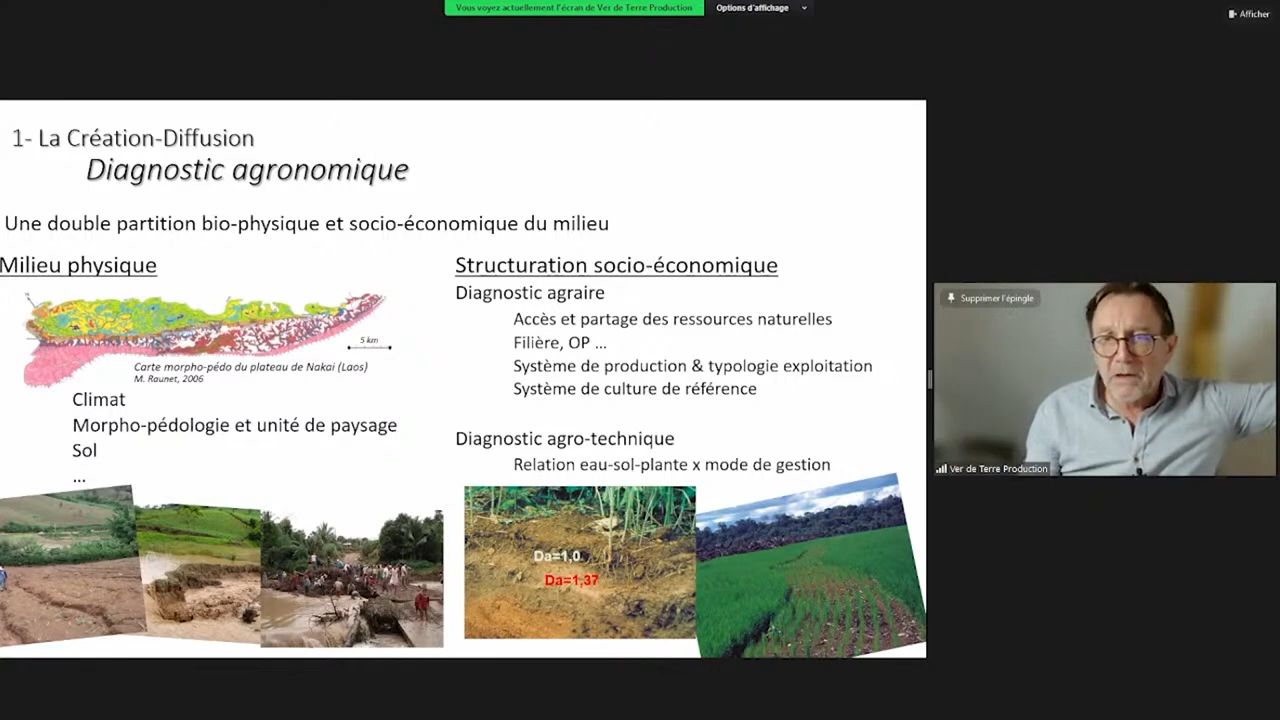 Vous voyez actuellement l'écran de Ver de Terre Production
Options d'affichage
Afficher
1- La Création-Diffusion
Diagnostic agronomique
Une double partition bio-physique et socio-économique du milieu
Milieu physique
5 km
Carte morpho-pédo du plateau de Nakai (Laos)
M. Raunet, 2006
Climat
Morpho-pédologie et unité de paysage
Sol
...
Structuration socio-économique
Diagnostic agraire
Accès et partage des ressources naturelles
Filière, OP ...
Système de production & typologie exploitation
Système de culture de référence
Diagnostic agro-technique
Relation eau-sol-plante x mode de gestion
Da=1,0
Da=1,37
Supprimer l'épingle
Ver de Terre Production